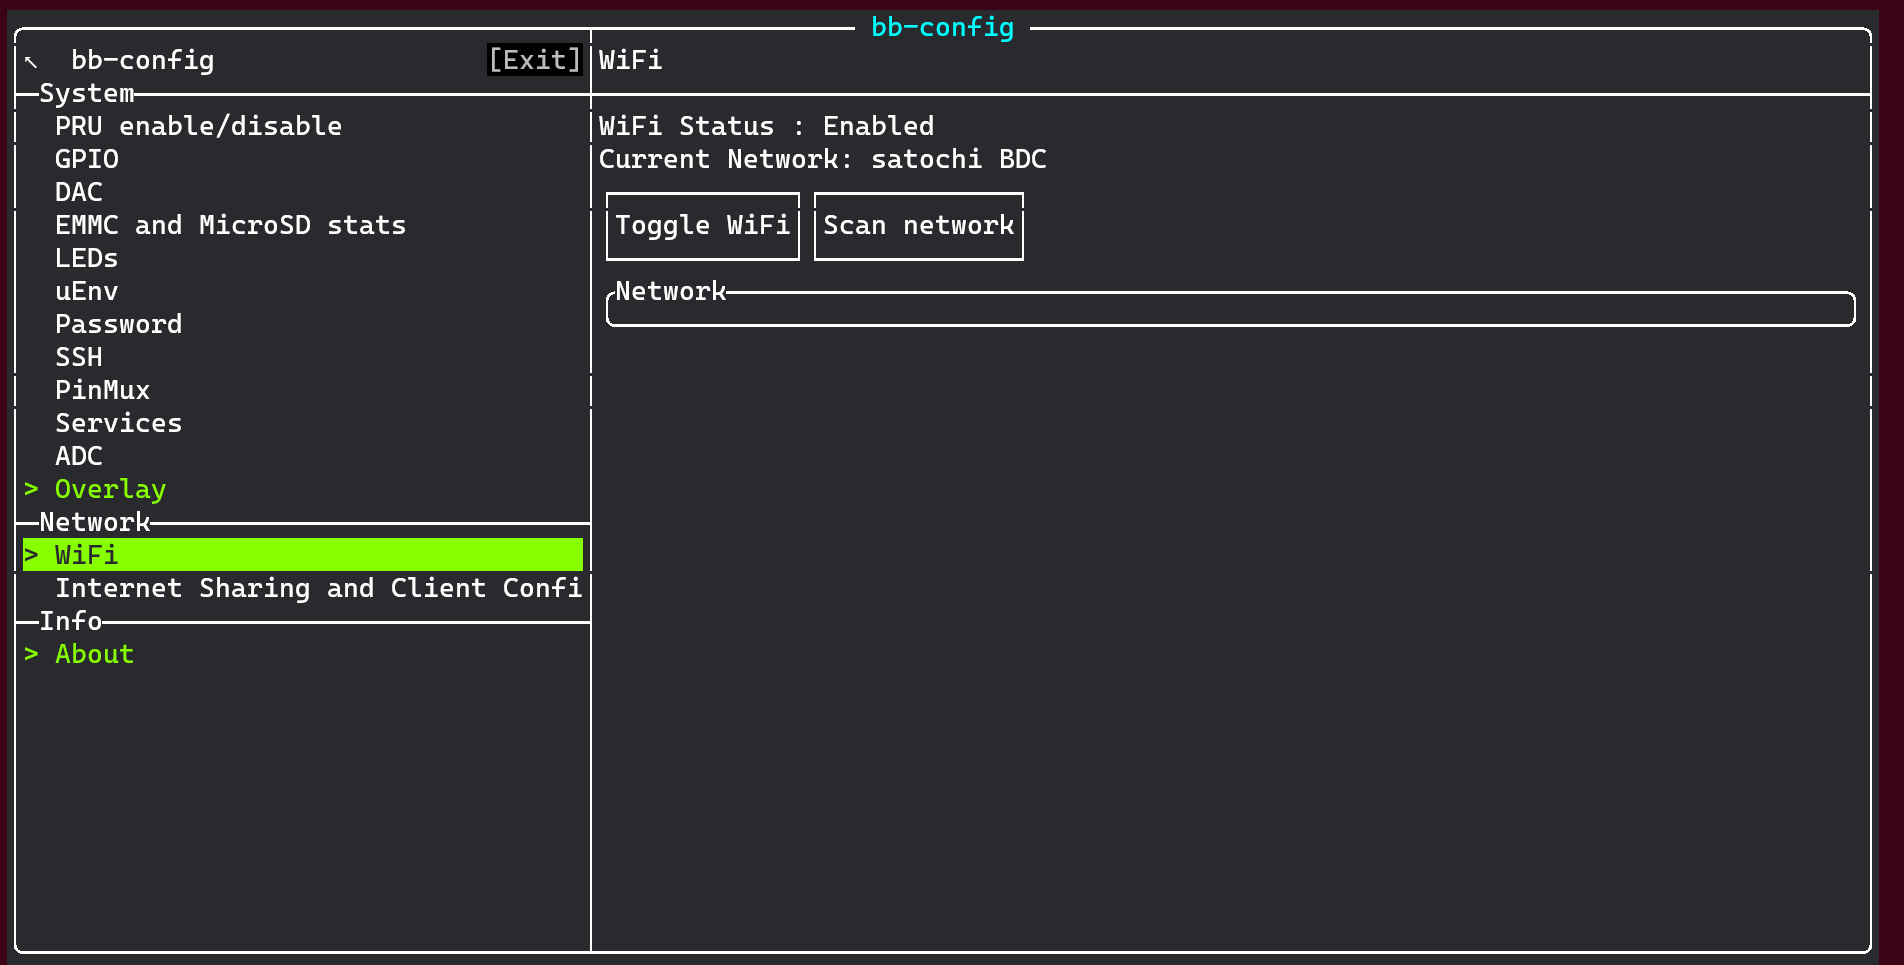 bb-config
↖ bb-config [Exit]
System
PRU enable/disable
GPIO
DAC
EMMC and MicroSD stats
LEDs
uEnv
Password
SSH
PinMux
Services
ADC
> Overlay
Network
> WiFi
Internet Sharing and Client Confi
Info
> About
WiFi
WiFi Status : Enabled
Current Network: satochi BDC
Toggle WiFi Scan network
Network